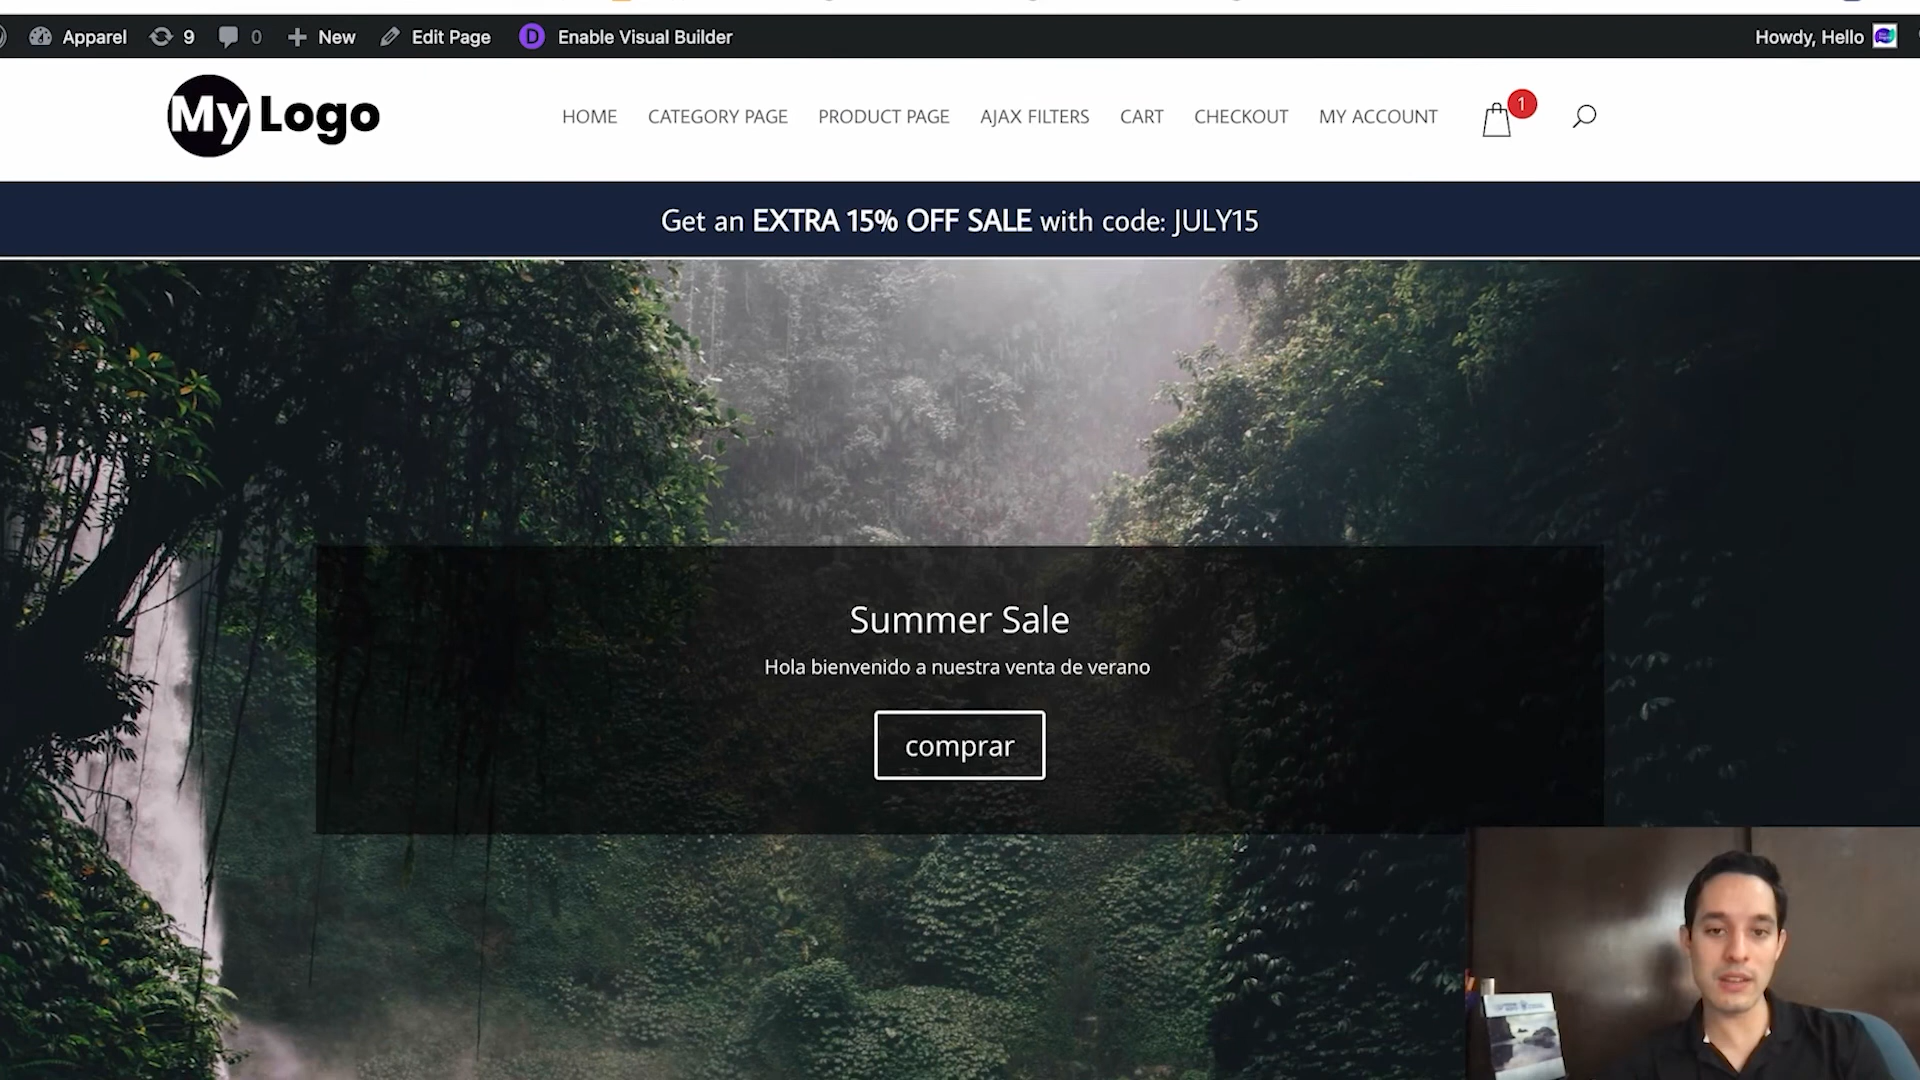 Apparel 9 0 New Edit Page D Enable Visual Builder Howdy, Hello
My Logo HOME CATEGORY PAGE PRODUCT PAGE AJAX FILTERS CART CHECKOUT MY ACCOUNT 1
Get an EXTRA 15% OFF SALE with code: JULY15
Summer Sale
Hola bienvenido a nuestra venta de verano
comprar